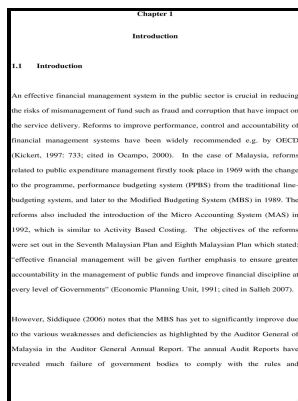 Chapter 1
Introduction
1.1 Introduction
An effective financial management system in the public sector is crucial in reducing
the risks of mismanagement of fund such as fraud and corruption that have impact on
the service delivery. Reforms to improve performance, control and accountability of
financial management systems have been widely recommended e.g. by OECD
(Kickert, 1997: 733; cited in Ocampo, 2000). In the case of Malaysia, reforms
related to public expenditure management firstly took place in 1969 with the change
to the programme, performance budgeting system (PPBS) from the traditional line-
budgeting system, and later to the Modified Budgeting System (MBS) in 1989. The
reforms also included the introduction of the Micro Accounting System (MAS) in
1992, which is similar to Activity Based Costing. The objectives of the reforms
were set out in the Seventh Malaysian Plan and Eighth Malaysian Plan which stated:
"effective financial management will be given further emphasis to ensure greater
accountability in the management of public funds and improve financial discipline at
every level of Governments" (Economic Planning Unit, 1991; cited in Salleh 2007).
However, Siddiquee (2006) notes that the MBS has yet to significantly improve due
to the various weaknesses and deficiencies as highlighted by the Auditor General of
Malaysia in the Auditor General Annual Report. The annual Audit Reports have
revealed much failure of government bodies to comply with the rules and